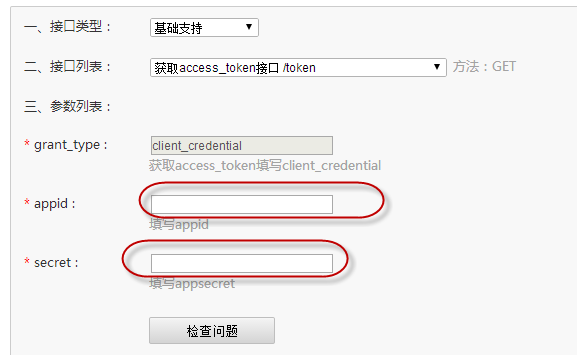 一、接口类型： 基础支持
二、接口列表： 获取access_token接口 /token 方法：GET
三、参数列表：
* grant_type : client_credential
获取access_token填写client_credential
* appid :
填写appid
* secret :
填写appsecret
检查问题